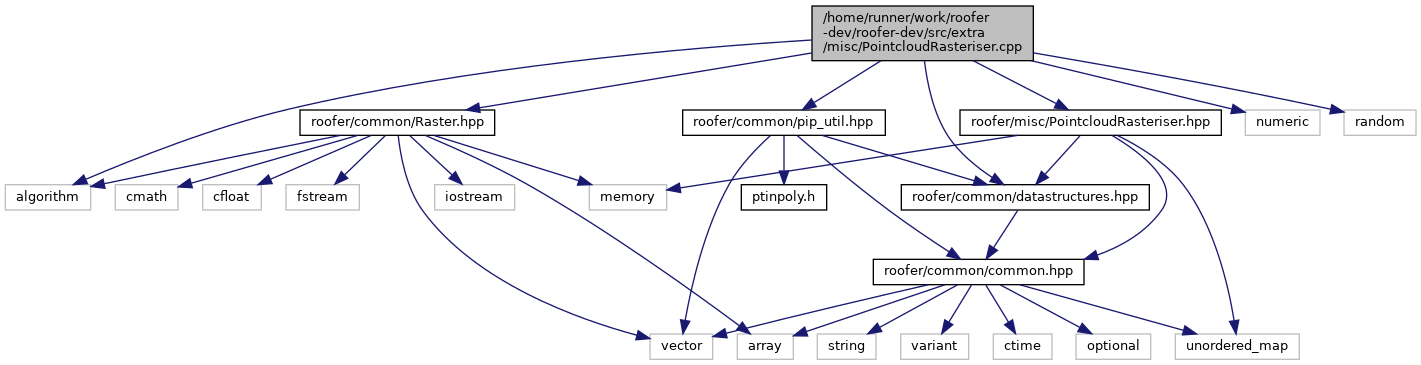 /home/runner/work/roofer
-dev/roofer-dev/src/extra
/misc/PointcloudRasteriser.cpp
roofer/common/Raster.hpp
roofer/common/pip_util.hpp
roofer/misc/PointcloudRasteriser.hpp
numeric
random
algorithm
cmath
cfloat
fstream
iostream
memory
ptinpoly.h
roofer/common/datastructures.hpp
roofer/common/common.hpp
vector
array
string
variant
ctime
optional
unordered_map